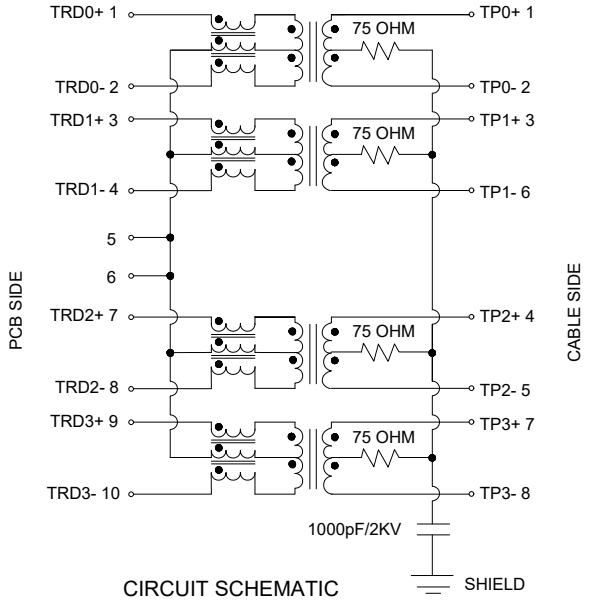 TRD0+ 1
TP0+ 1
75 OHM
TRD0- 2
TP0- 2
TRD1+ 3
TP1+ 3
75 OHM
TRD1- 4
TP1- 6
5
6
PCB SIDE
CABLE SIDE
TRD2+ 7
TP2+ 4
75 OHM
TRD2- 8
TP2- 5
TRD3+ 9
TP3+ 7
75 OHM
TRD3- 10
TP3- 8
1000pF/2KV
CIRCUIT SCHEMATIC
SHIELD